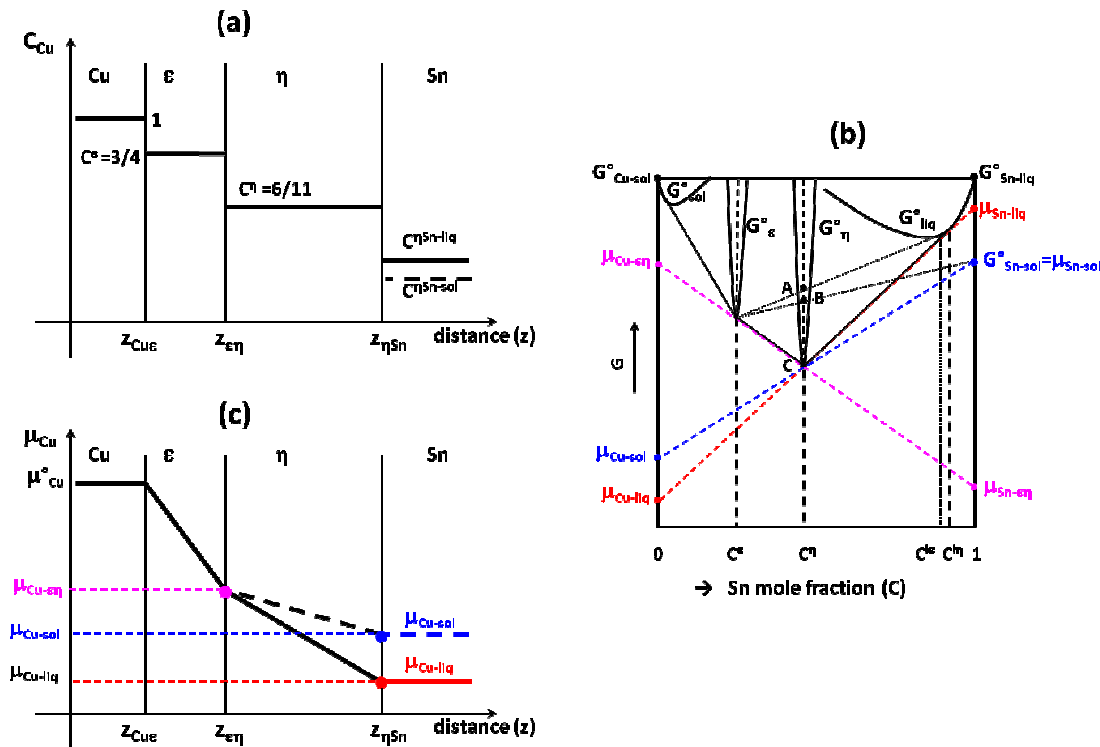 (a)
C_Cu
Cu ε η Sn
1
C^ε =3/4
C^η =6/11
C^ηSn-liq
C^ηSn-sol
z_Cuε z_εη z_ηSn distance (z)
(b)
G°_Cu-sol G°_Sn-liq
G°_sol
μ_Sn-liq
G°_liq
G°_ε G°_η
μ_Cu-εη
G°_Sn-sol=μ_Sn-sol
A
B
G
C
μ_Cu-sol
μ_Cu-liq
μ_Sn-εη
0 C^ε C^η C^lε C^lη 1
→ Sn mole fraction (C)
(c)
μ_Cu
Cu ε η Sn
μ°_Cu
μ_Cu-εη
μ_Cu-sol μ_Cu-sol
μ_Cu-liq μ_Cu-liq
z_Cuε z_εη z_ηSn distance (z)